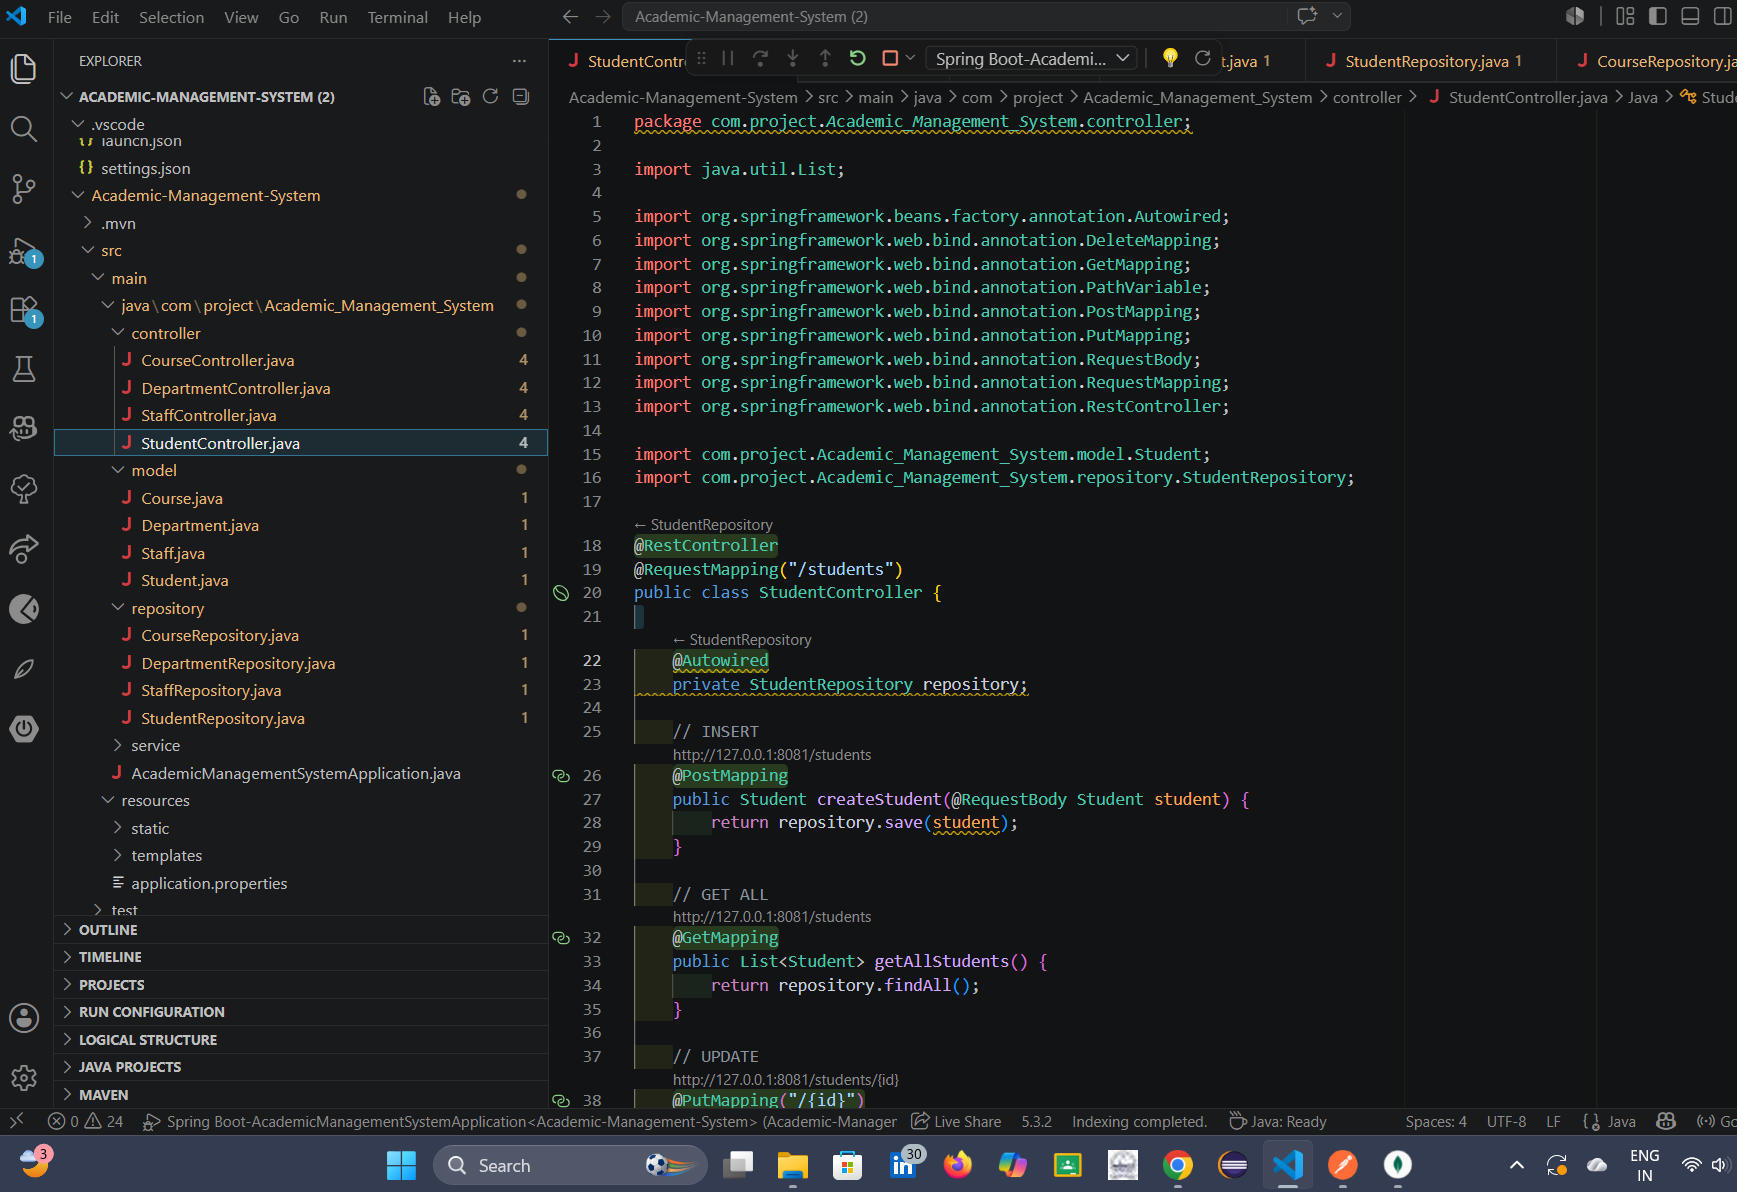 File Edit Selection View Go Run Terminal Help
Academic-Management-System (2)
EXPLORER
ACADEMIC-MANAGEMENT-SYSTEM (2)
.vscode
launch.json
settings.json
Academic-Management-System
.mvn
src
main
java\com\project\Academic_Management_System
controller
CourseController.java 4
DepartmentController.java 4
StaffController.java 4
StudentController.java 4
model
Course.java 1
Department.java 1
Staff.java 1
Student.java 1
repository
CourseRepository.java 1
DepartmentRepository.java 1
StaffRepository.java 1
StudentRepository.java 1
service
AcademicManagementSystemApplication.java
resources
static
templates
application.properties
test
OUTLINE
TIMELINE
PROJECTS
RUN CONFIGURATION
LOGICAL STRUCTURE
JAVA PROJECTS
MAVEN
1
1
StudentContr Spring Boot-Academi... t.java 1 StudentRepository.java 1 CourseRepository.ja
Academic-Management-System > src > main > java > com > project > Academic_Management_System > controller > StudentController.java > Java > Stude
1 package com.project.Academic_Management_System.controller;
2
3 import java.util.List;
4
5 import org.springframework.beans.factory.annotation.Autowired;
6 import org.springframework.web.bind.annotation.DeleteMapping;
7 import org.springframework.web.bind.annotation.GetMapping;
8 import org.springframework.web.bind.annotation.PathVariable;
9 import org.springframework.web.bind.annotation.PostMapping;
10 import org.springframework.web.bind.annotation.PutMapping;
11 import org.springframework.web.bind.annotation.RequestBody;
12 import org.springframework.web.bind.annotation.RequestMapping;
13 import org.springframework.web.bind.annotation.RestController;
14
15 import com.project.Academic_Management_System.model.Student;
16 import com.project.Academic_Management_System.repository.StudentRepository;
17
← StudentRepository
18 @RestController
19 @RequestMapping("/students")
20 public class StudentController {
21
← StudentRepository
22 @Autowired
23 private StudentRepository repository;
24
25 // INSERT
http://127.0.0.1:8081/students
26 @PostMapping
27 public Student createStudent(@RequestBody Student student) {
28 return repository.save(student);
29 }
30
31 // GET ALL
http://127.0.0.1:8081/students
32 @GetMapping
33 public List<Student> getAllStudents() {
34 return repository.findAll();
35 }
36
37 // UPDATE
http://127.0.0.1:8081/students/{id}
38 @PutMapping("/{id}")
0 24 Spring Boot-AcademicManagementSystemApplication<Academic-Management-System> (Academic-Manager Live Share 5.3.2 Indexing completed. Java: Ready Spaces: 4 UTF-8 LF {} Java Go
3 Search 30 ENG
IN